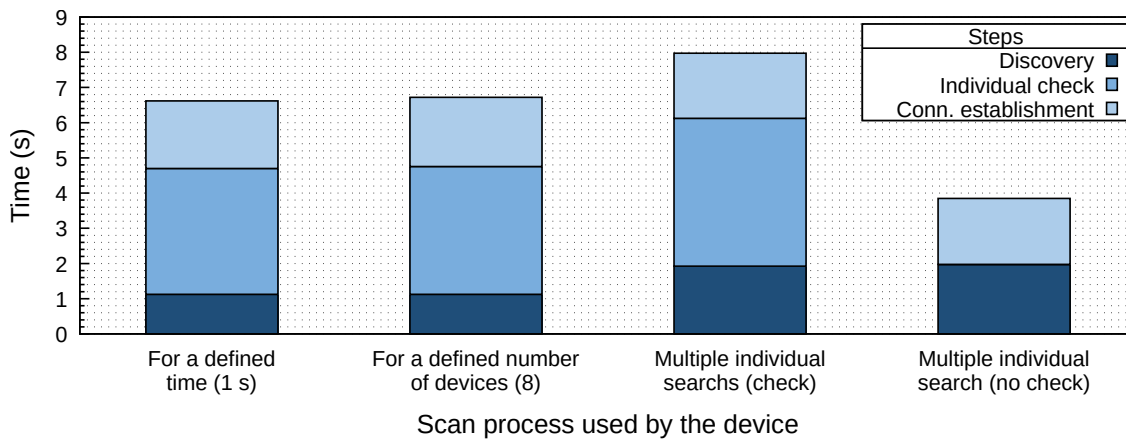 9
8
7
6
5
4
3
2
1
0
Time (s)
Steps
Discovery
Individual check
Conn. establishment
For a defined
time (1 s)
For a defined number
of devices (8)
Multiple individual
searchs (check)
Multiple individual
search (no check)
Scan process used by the device